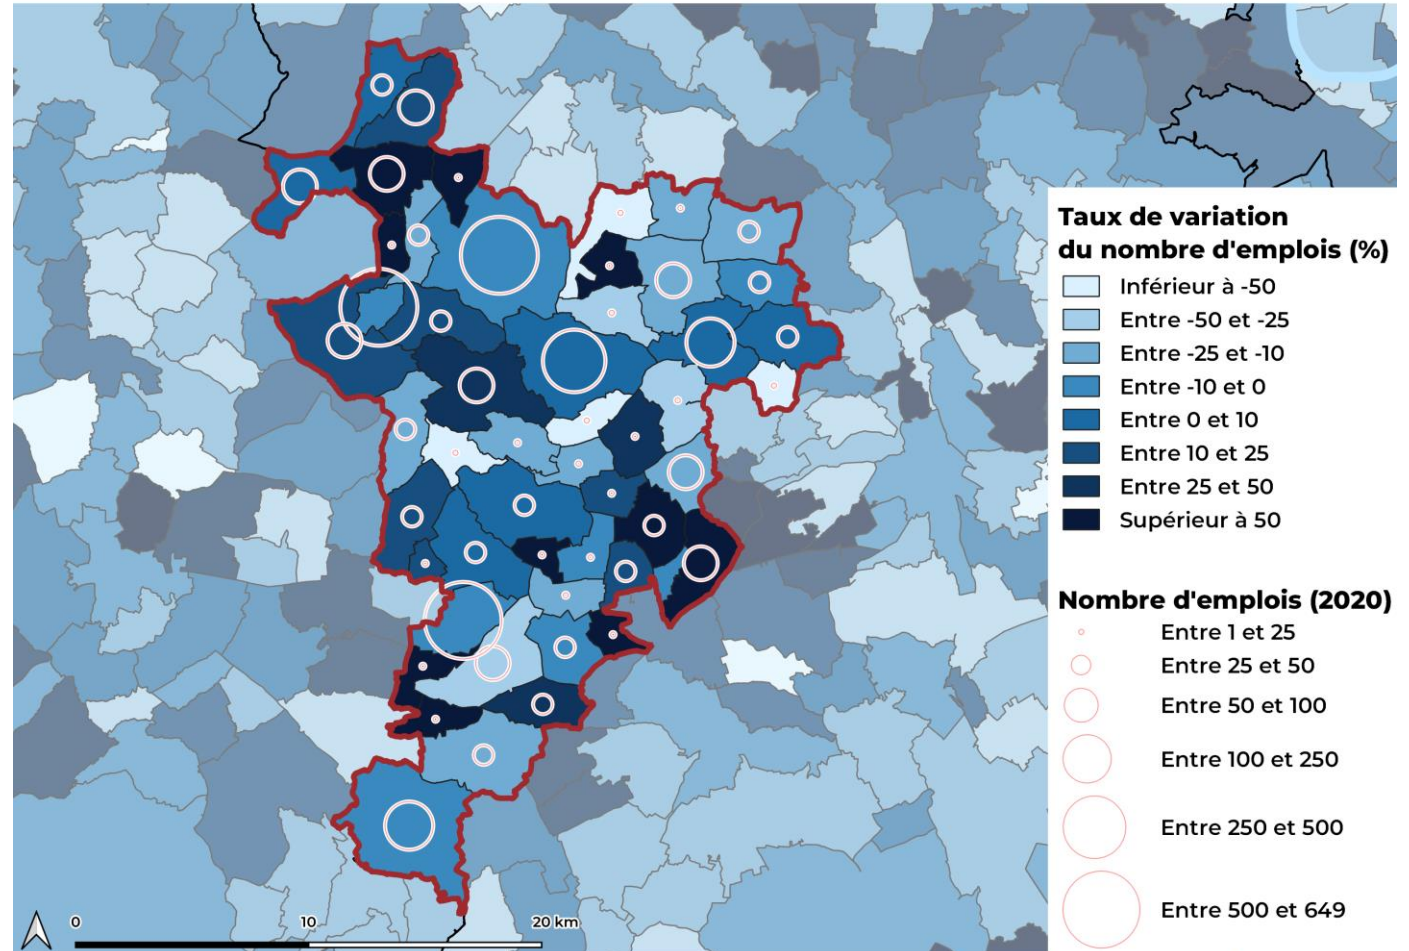 Taux de variation
du nombre d'emplois (%)
Inférieur à -50
Entre -50 et -25
Entre -25 et -10
Entre -10 et 0
Entre 0 et 10
Entre 10 et 25
Entre 25 et 50
Supérieur à 50
Nombre d'emplois (2020)
Entre 1 et 25
Entre 25 et 50
Entre 50 et 100
Entre 100 et 250
Entre 250 et 500
Entre 500 et 649
0 10 20 km